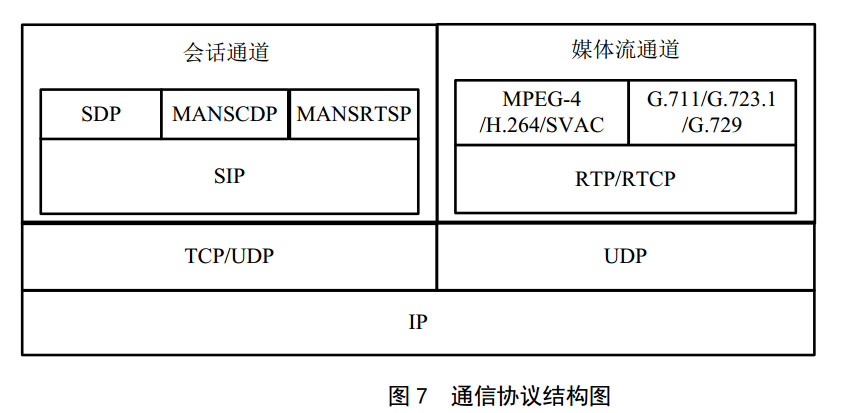 会话通道
媒体流通道
SDP
MANSCDP
MANSRTSP
SIP
MPEG-4
/H.264/SVAC
G.711/G.723.1
/G.729
RTP/RTCP
TCP/UDP
UDP
IP
图 7 通信协议结构图